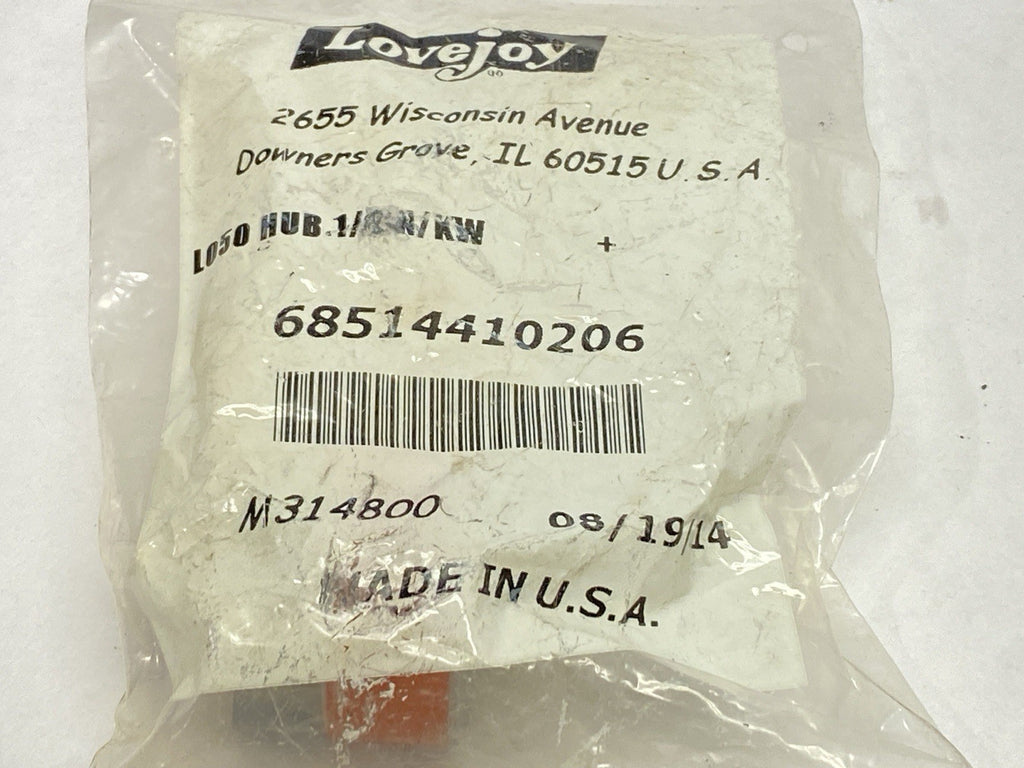 Lovejoy
2655 Wisconsin Avenue
Downers Grove, IL 60515 U.S.A.
L050 HUB
+
68514410206
M314800 08/19/14
MADE IN U.S.A.